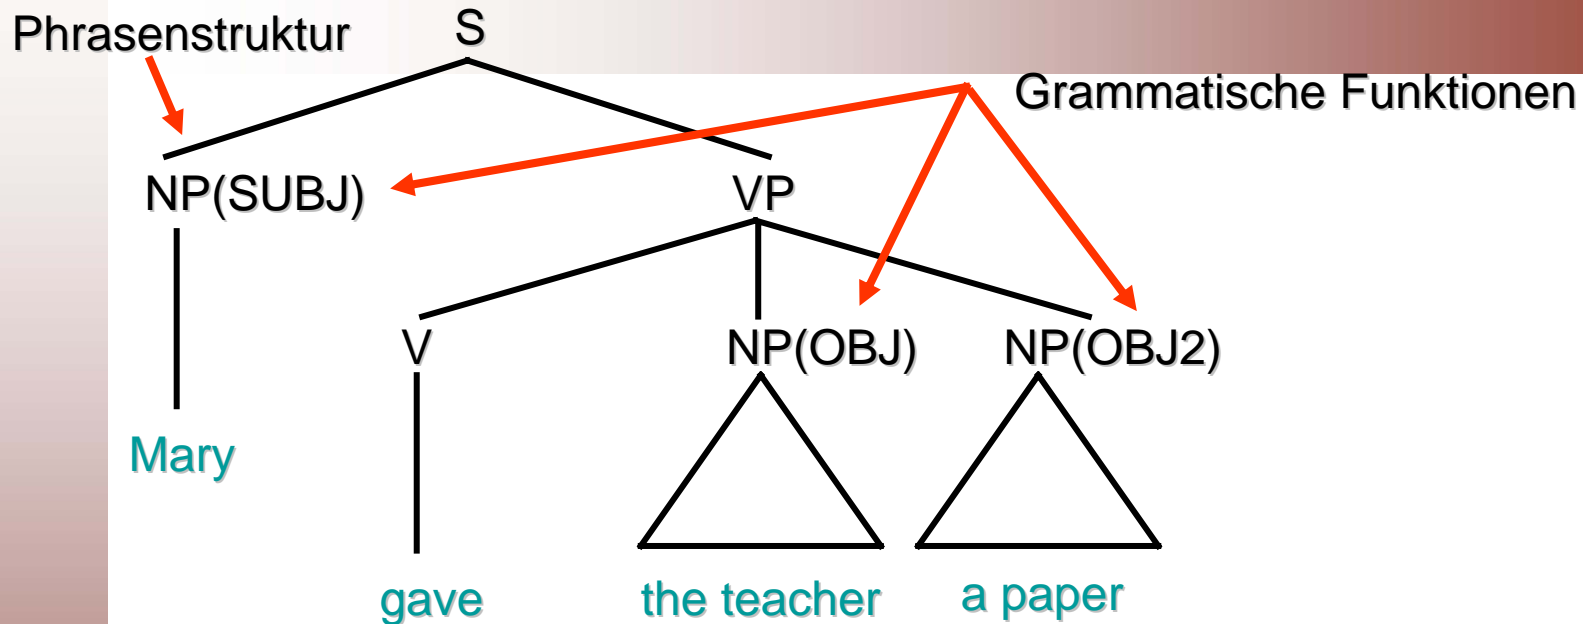 Phrasenstruktur
S
Grammatische Funktionen
NP(SUBJ)
VP
V
NP(OBJ)
NP(OBJ2)
Mary
gave
the teacher
a paper